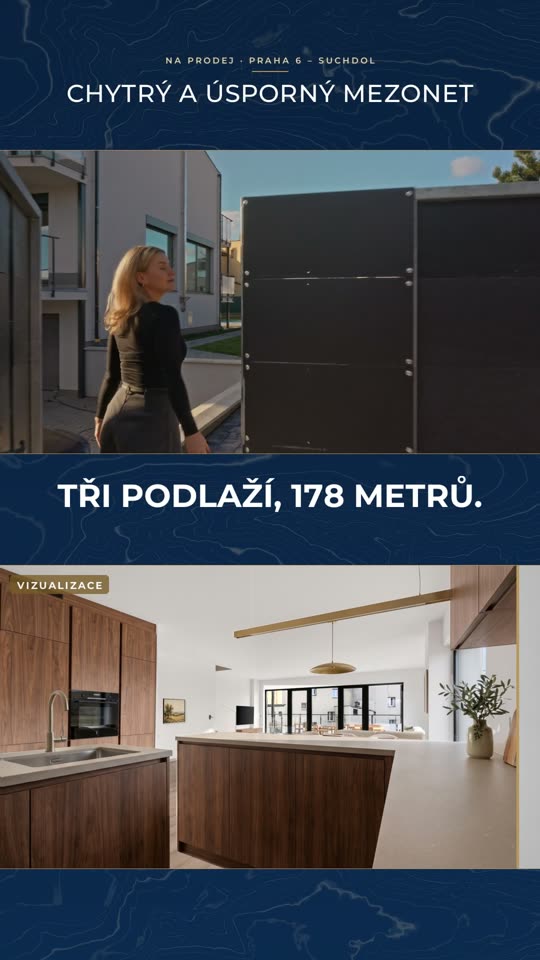 NA PRODEJ · PRAHA 6 – SUCHDOL
CHYTRÝ A ÚSPORNÝ MEZONET
TŘI PODLAŽÍ, 178 METRŮ.
VIZUALIZACE